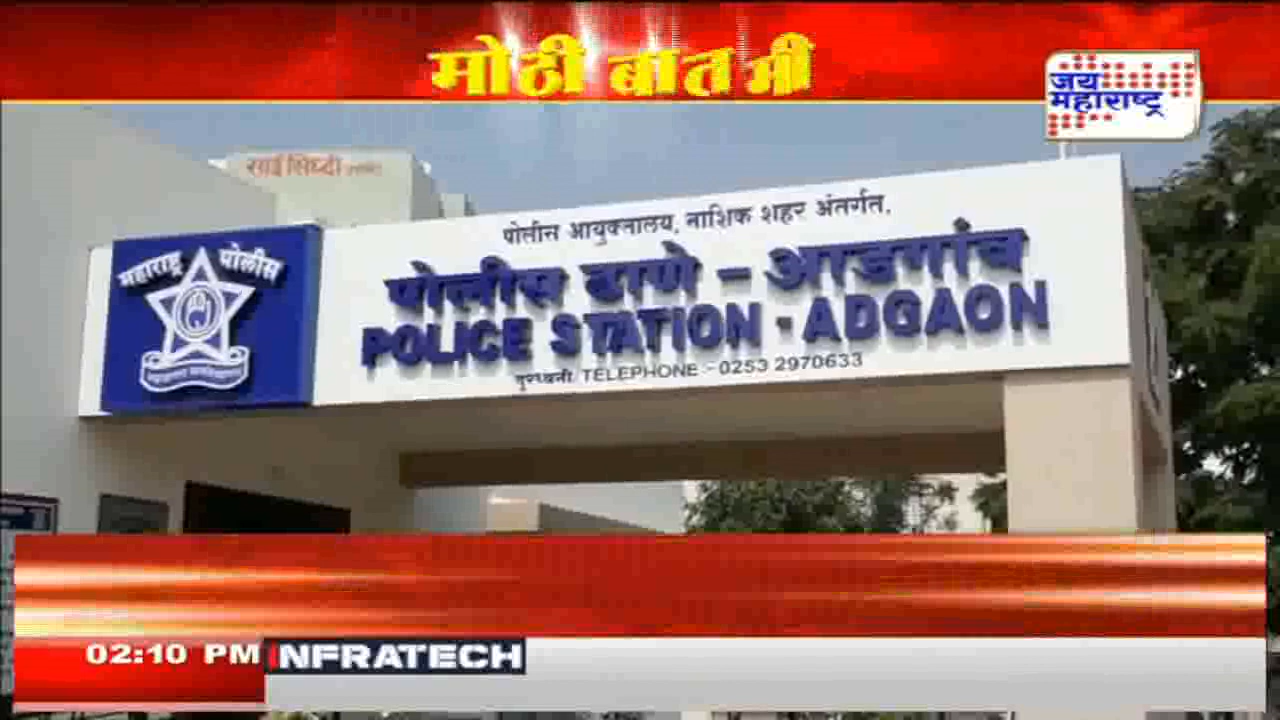 मोठी बातमी
जय
महाराष्ट्र
साई सिध्दी
पोलीस आयुक्तालय, नाशिक शहर अंतर्गत,
महाराष्ट्र पोलीस
पोलीस ठाणे - आडगांव
POLICE STATION - ADGAON
दुरध्वनी TELEPHONE :- 0253 2970633
02:10 PM INFRATECH